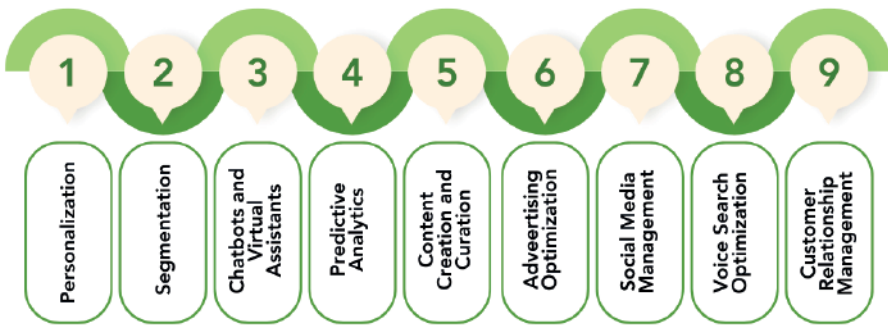 1
2
3
4
5
6
7
8
9
Personalization
Segmentation
Chatbots and
Virtual
Assistants
Predictive
Analytics
Content
Creation and
Curation
Adveertising
Optimization
Social Media
Management
Voice Search
Optimization
Customer
Relationship
Management